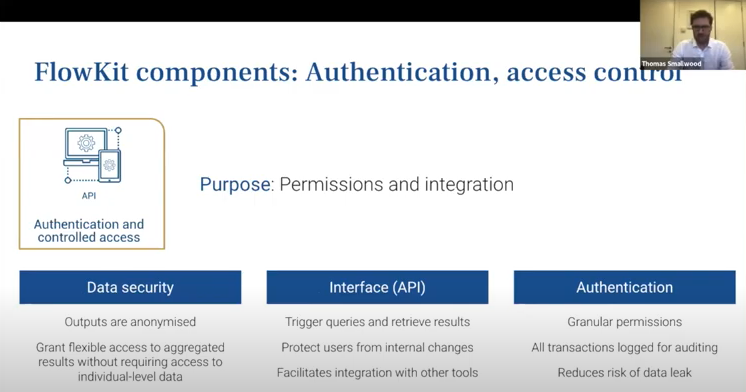 Thomas Smallwood
FlowKit components: Authentication, access control
API
Authentication and
controlled access
Purpose: Permissions and integration
Data security
Outputs are anonymised
Grant flexible access to aggregated
results without requiring access to
individual-level data
Interface (API)
Trigger queries and retrieve results
Protect users from internal changes
Facilitates integration with other tools
Authentication
Granular permissions
All transactions logged for auditing
Reduces risk of data leak